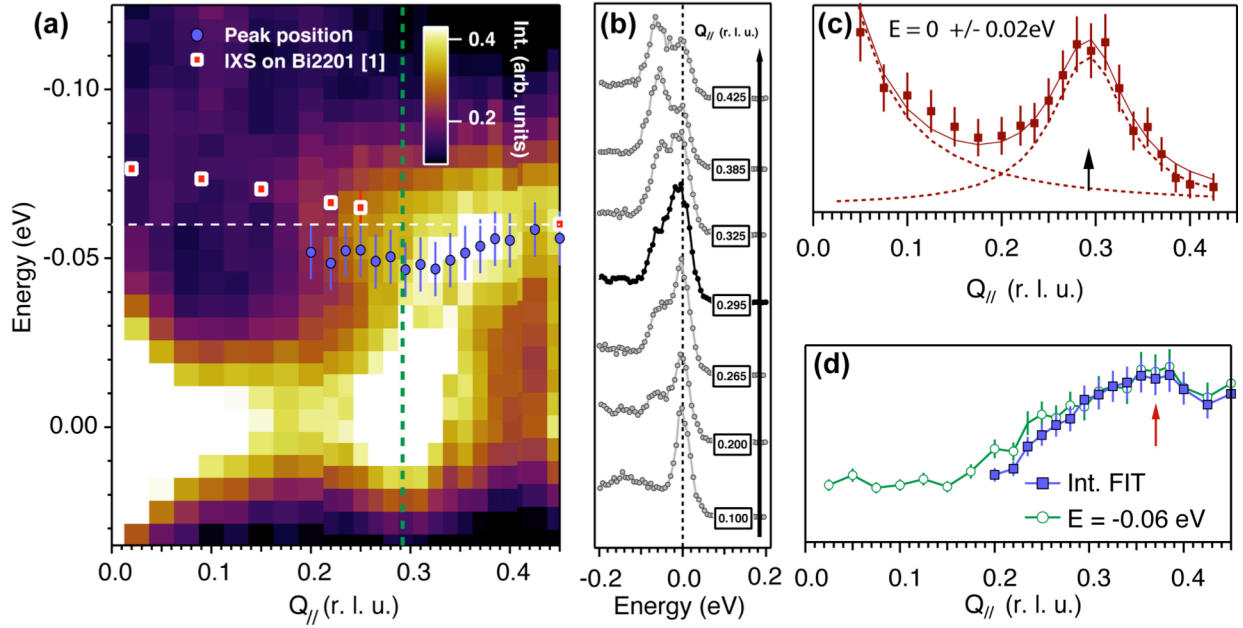 (a)
Peak position
IXS on Bi2201 [1]
Int. (arb. units)
0.4
0.2
-0.10
-0.05
0.00
Energy (eV)
0.0 0.1 0.2 0.3 0.4
Q// (r. l. u.)
(b)
Q// (r. l. u.)
0.425
0.385
0.325
0.295
0.265
0.200
0.100
-0.2 0.0 0.2
Energy (eV)
(c)
E = 0 +/- 0.02eV
0.0 0.1 0.2 0.3 0.4
Q// (r. l. u.)
(d)
Int. FIT
E = -0.06 eV
0.0 0.1 0.2 0.3 0.4
Q// (r. l. u.)